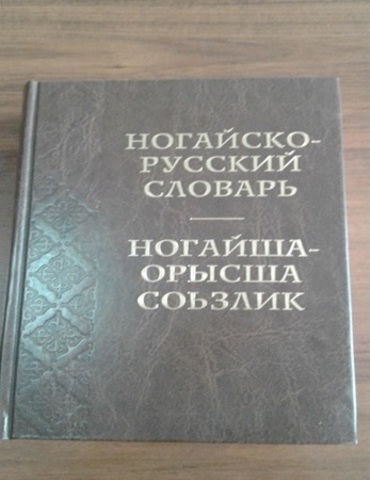 НОГАЙСКО-
РУССКИЙ
СЛОВАРЬ
НОГАЙША-
ОРЫСША
СОЬЗЛИК